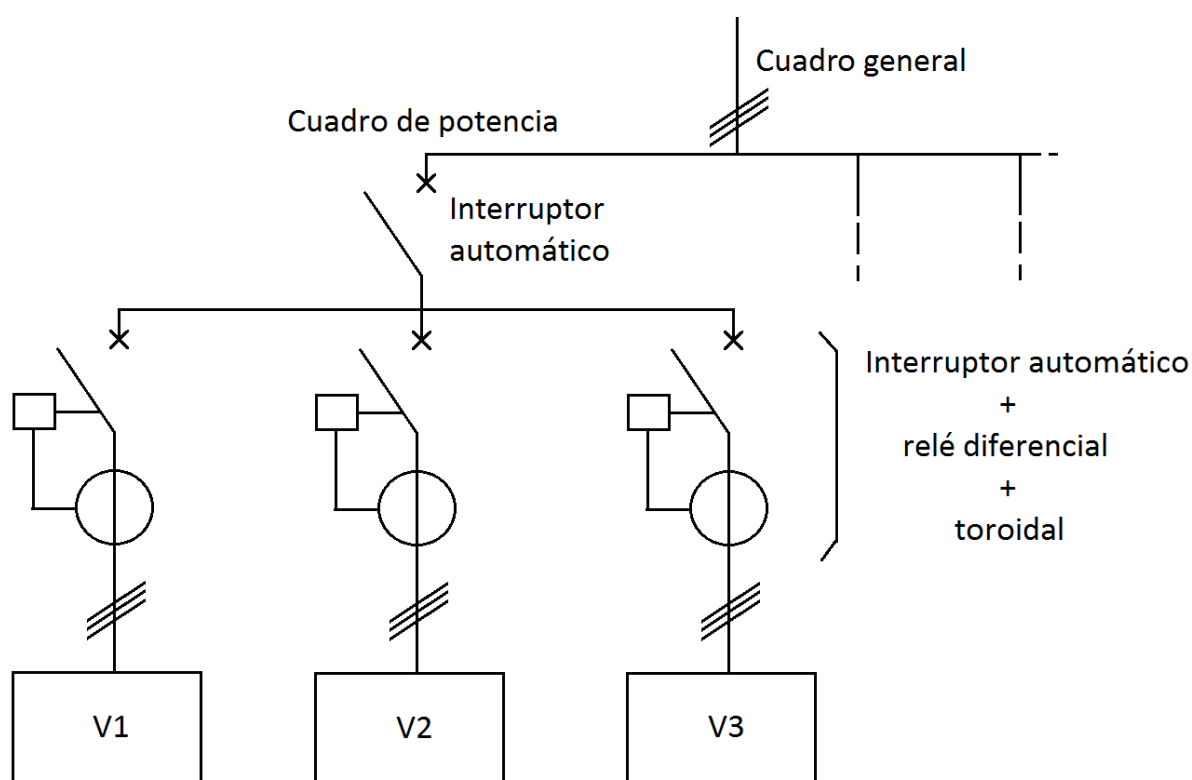 Cuadro general
Cuadro de potencia
Interruptor
automático
Interruptor automático
+
relé diferencial
+
toroidal
V1
V2
V3